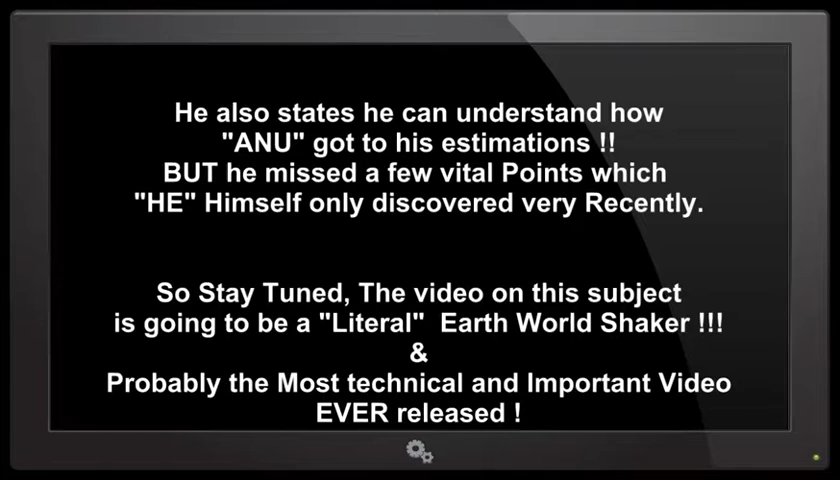 He also states he can understand how
"ANU" got to his estimations !!
BUT he missed a few vital Points which
"HE" Himself only discovered very Recently.
So Stay Tuned, The video on this subject
is going to be a "Literal" Earth World Shaker !!!
&
Probably the Most technical and Important Video
EVER released !